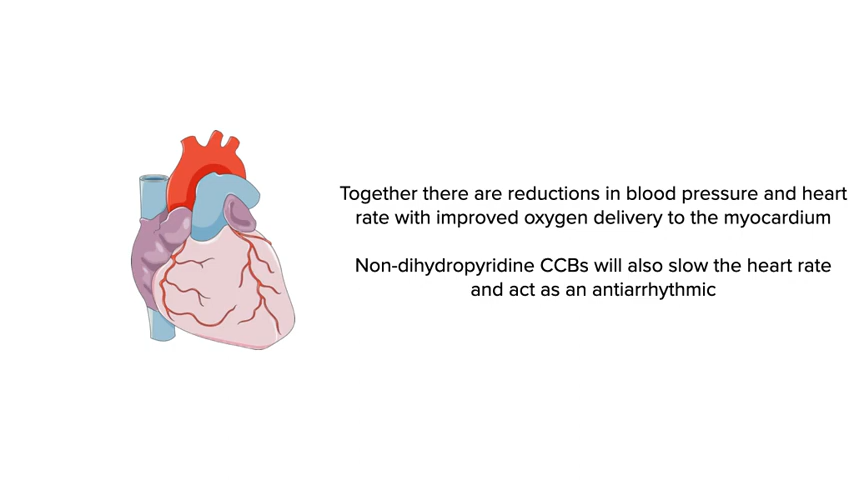 Together there are reductions in blood pressure and heart
rate with improved oxygen delivery to the myocardium
Non-dihydropyridine CCBs will also slow the heart rate
and act as an antiarrhythmic